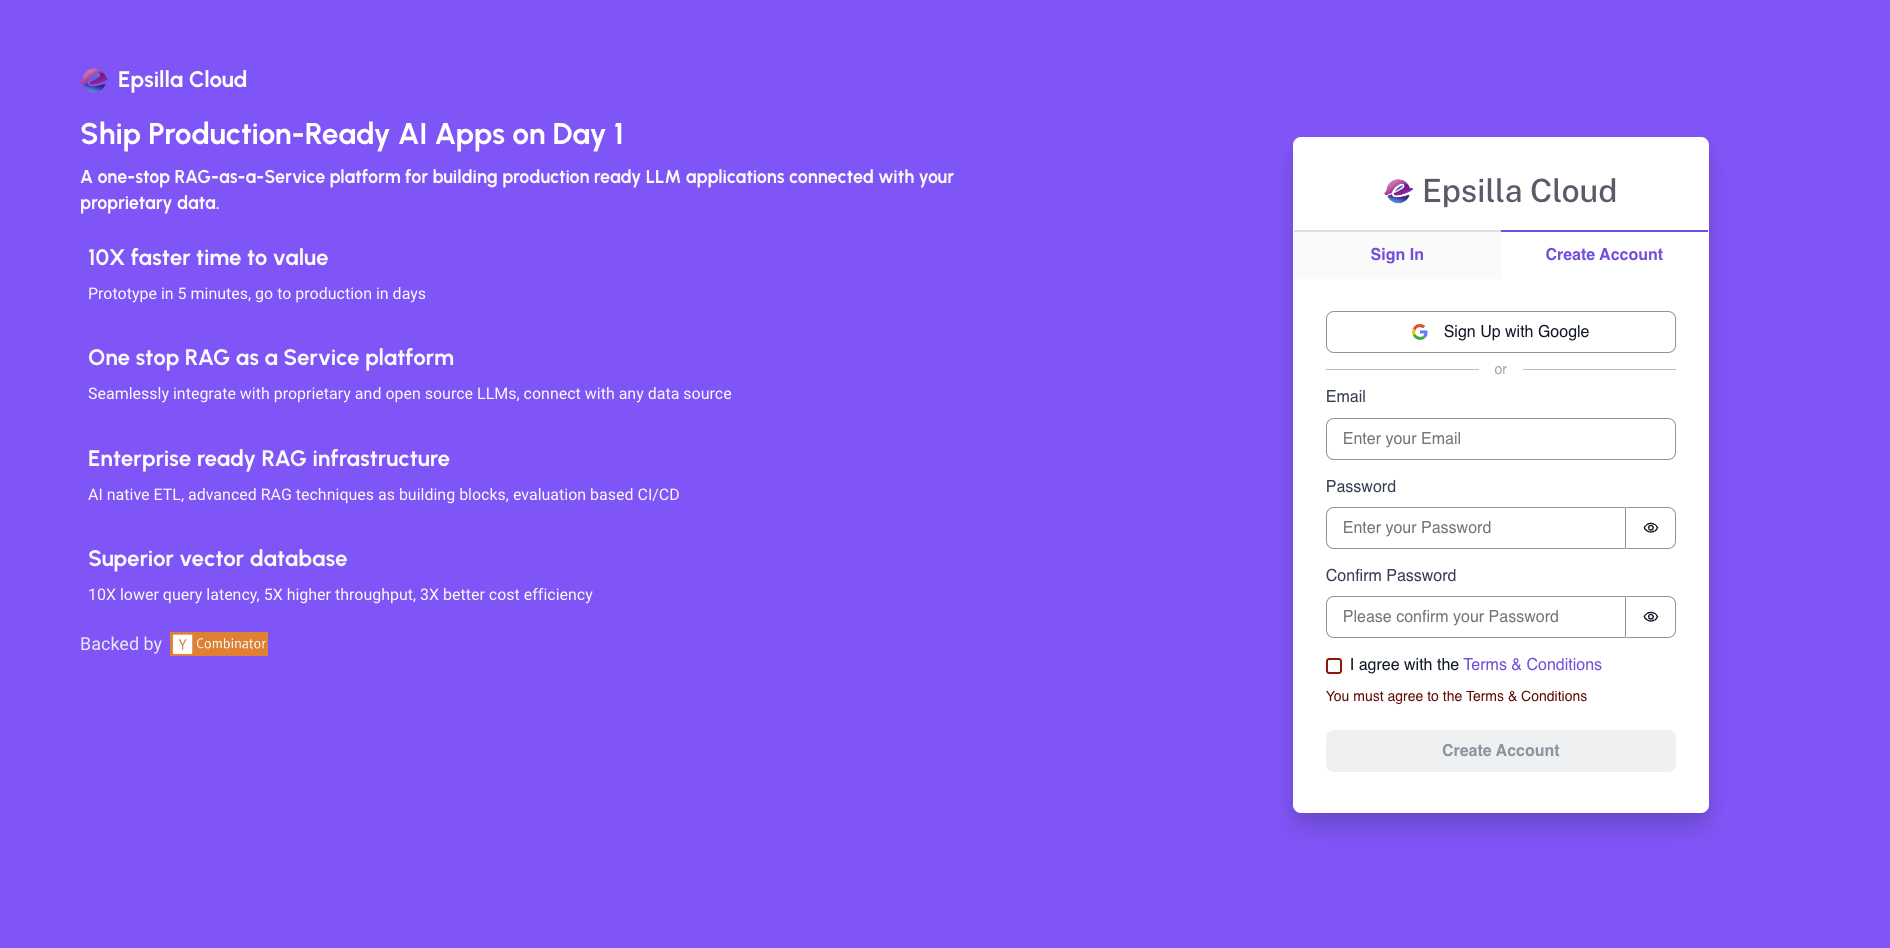 Epsilla Cloud
Ship Production-Ready AI Apps on Day 1
A one-stop RAG-as-a-Service platform for building production ready LLM applications connected with your
proprietary data.
10X faster time to value
Prototype in 5 minutes, go to production in days
One stop RAG as a Service platform
Seamlessly integrate with proprietary and open source LLMs, connect with any data source
Enterprise ready RAG infrastructure
AI native ETL, advanced RAG techniques as building blocks, evaluation based CI/CD
Superior vector database
10X lower query latency, 5X higher throughput, 3X better cost efficiency
Backed by Y Combinator
Epsilla Cloud
Sign In Create Account
Sign Up with Google
or
Email
Enter your Email
Password
Enter your Password
Confirm Password
Please confirm your Password
I agree with the Terms & Conditions
You must agree to the Terms & Conditions
Create Account